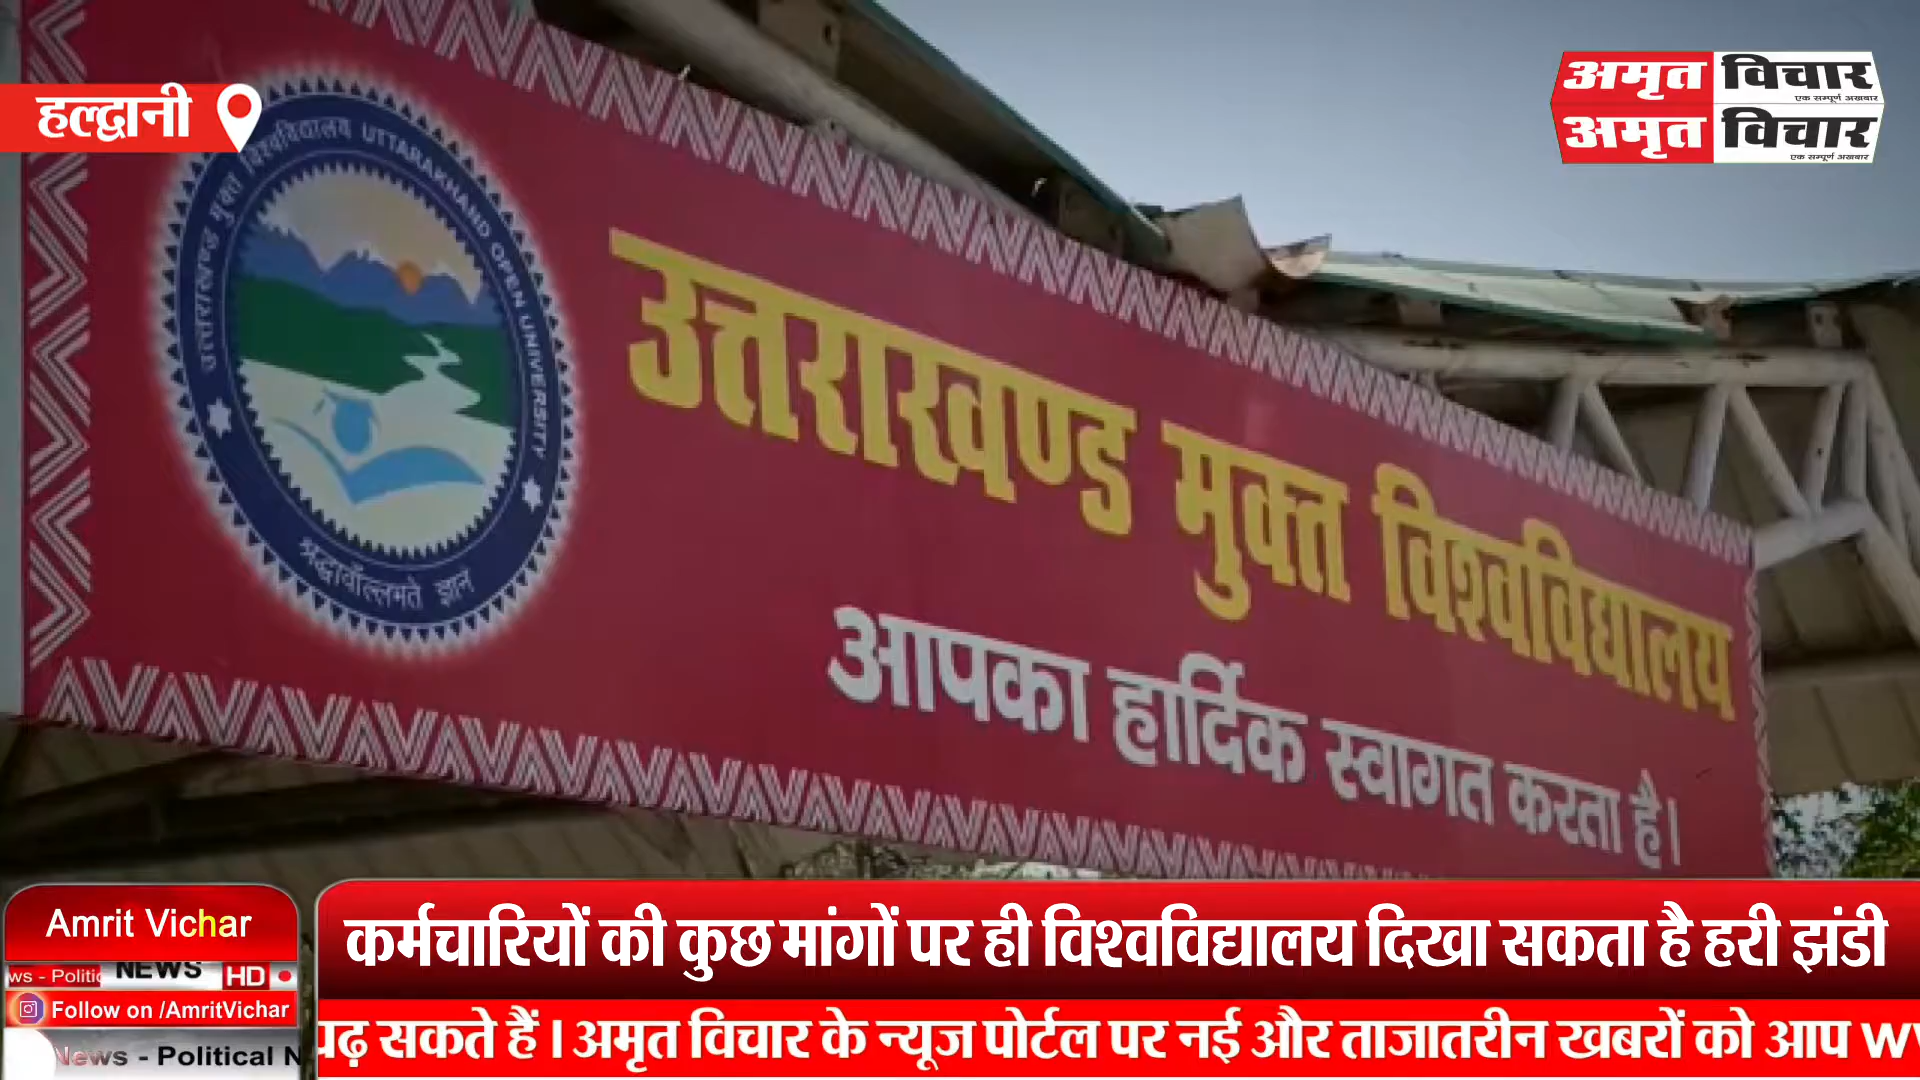 हल्द्वानी
अमृत विचार
एक सम्पूर्ण अखबार
अमृत विचार
एक सम्पूर्ण अखबार
उत्तराखण्ड मुक्त विश्वविद्यालय UTTARAKHAND OPEN UNIVERSITY
उत्तराखण्ड मुक्त विश्वविद्यालय
आपका हार्दिक स्वागत करता है।
Amrit Vichar
कर्मचारियों की कुछ मांगों पर ही विश्वविद्यालय दिखा सकता है हरी झंडी
ws - Politic NEWS HD
Follow on /AmritVichar
News - Political N
पढ़ सकते हैं । अमृत विचार के न्यूज पोर्टल पर नई और ताजातरीन खबरों को आप